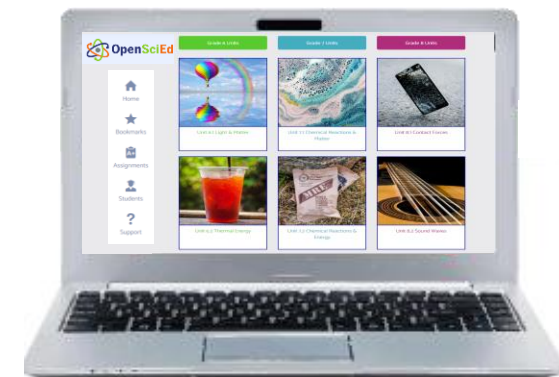 OpenSciEd
Home
Bookmarks
Assignments
Students
Support
Grade 6 Units
Grade 7 Units
Grade 8 Units
Unit 6.1 Light & Matter
Unit 7.1 Chemical Reactions &
Matter
Unit 8.1 Contact Forces
MRE
Unit 6.2 Thermal Energy
Unit 7.2 Chemical Reactions &
Energy
Unit 8.2 Sound Waves